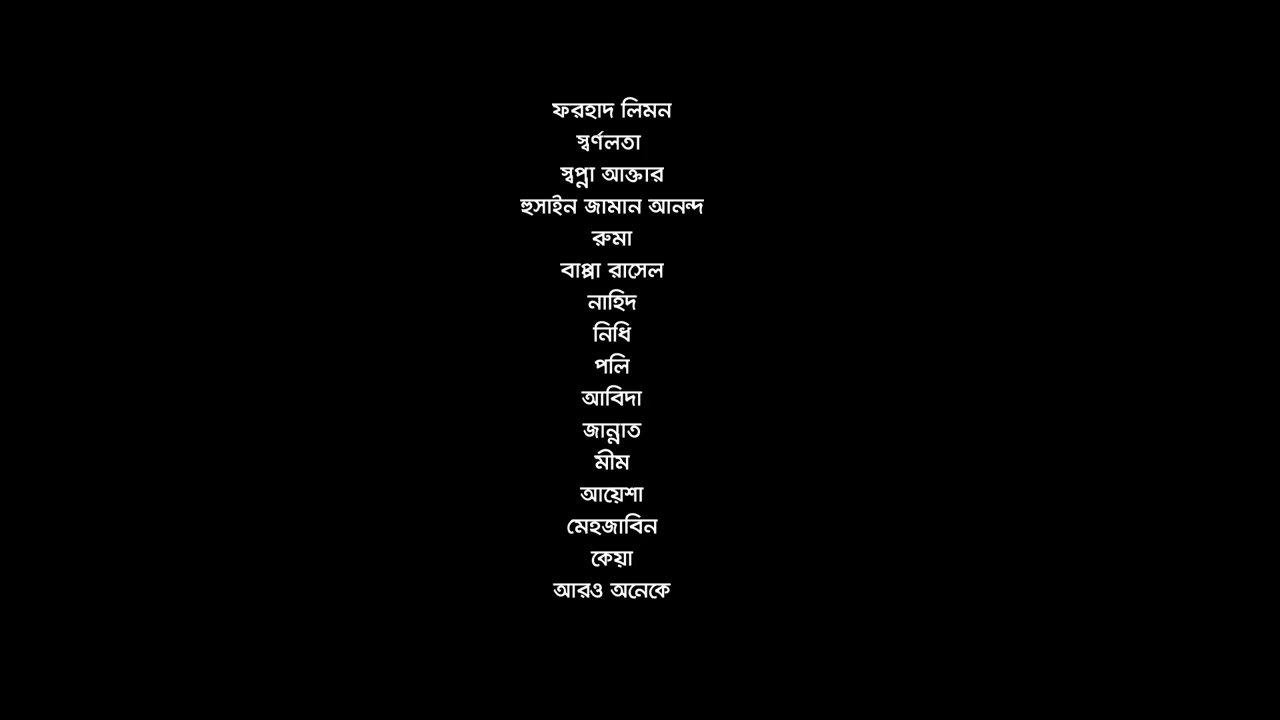 ফরহাদ লিমন
স্বর্ণলতা
স্বপ্না আক্তার
হুসাইন জামান আনন্দ
রুমা
বাপ্পা রাসেল
নাহিদ
নিধি
পলি
আবিদা
জান্নাত
মীম
আয়েশা
মেহজাবিন
কেয়া
আরও অনেকে